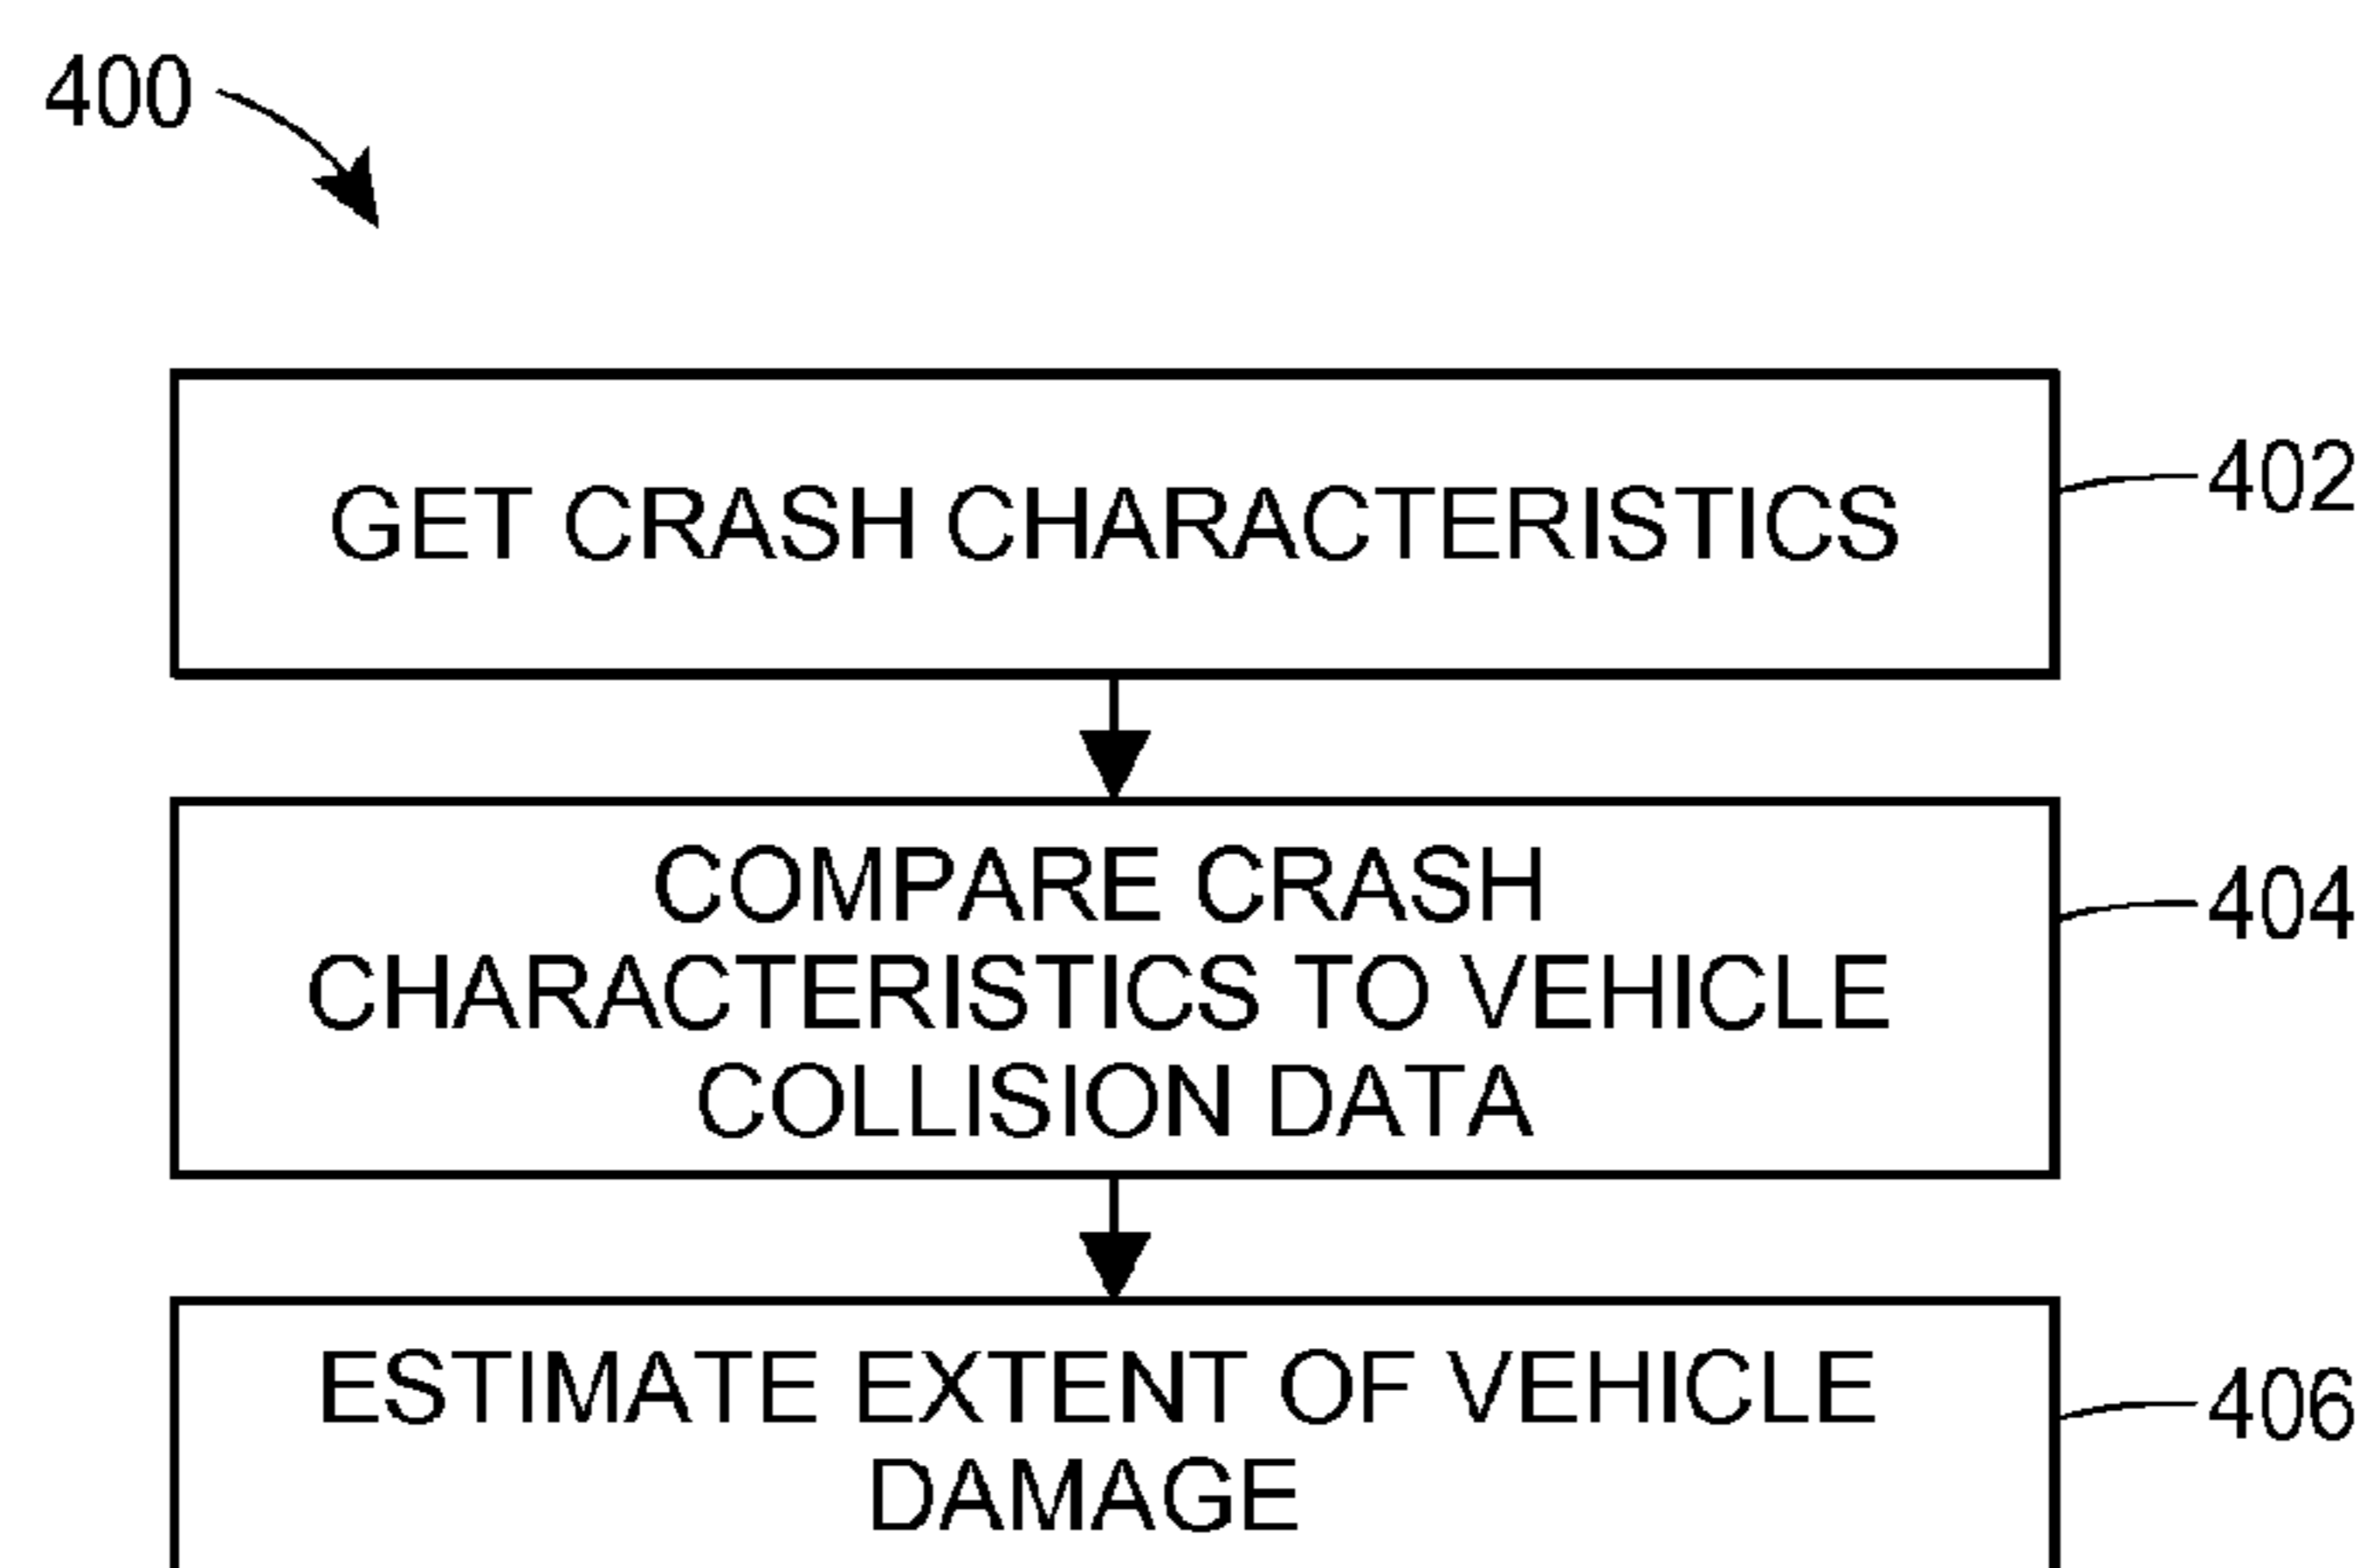 400
GET CRASH CHARACTERISTICS
402
COMPARE CRASH
CHARACTERISTICS TO VEHICLE
COLLISION DATA
404
ESTIMATE EXTENT OF VEHICLE
DAMAGE
406